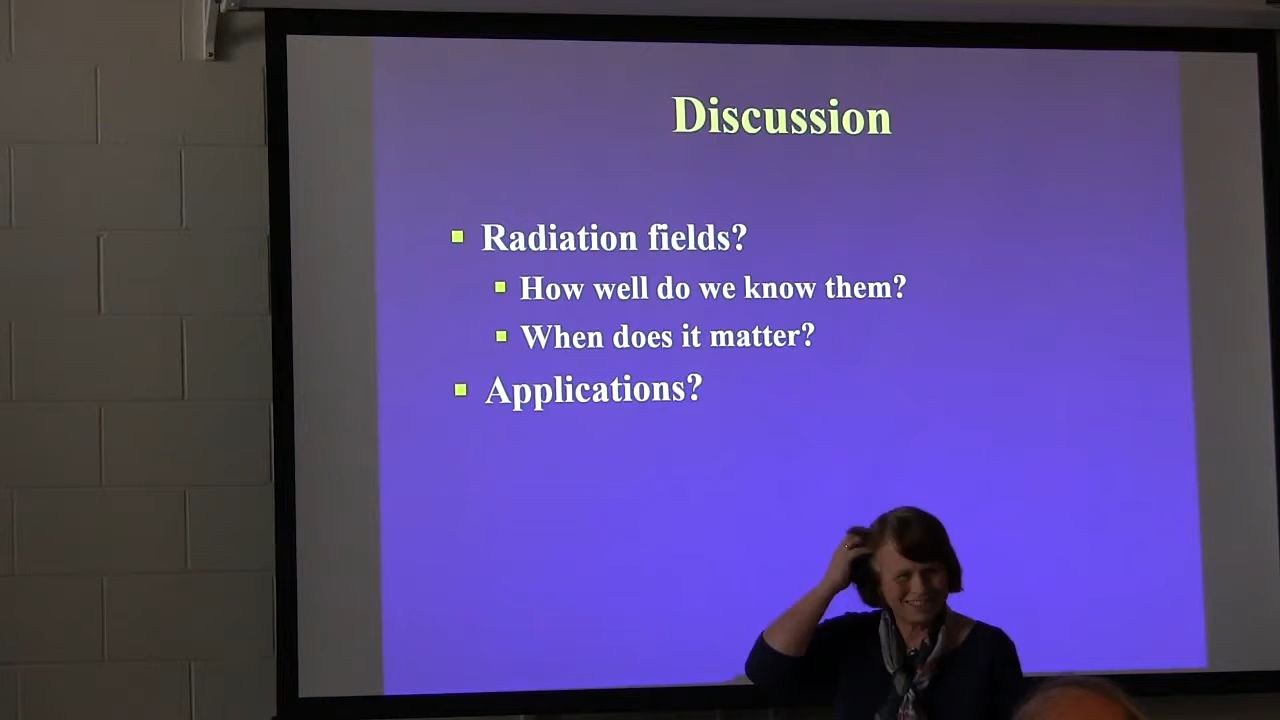 Discussion
Radiation fields?
How well do we know them?
When does it matter?
Applications?